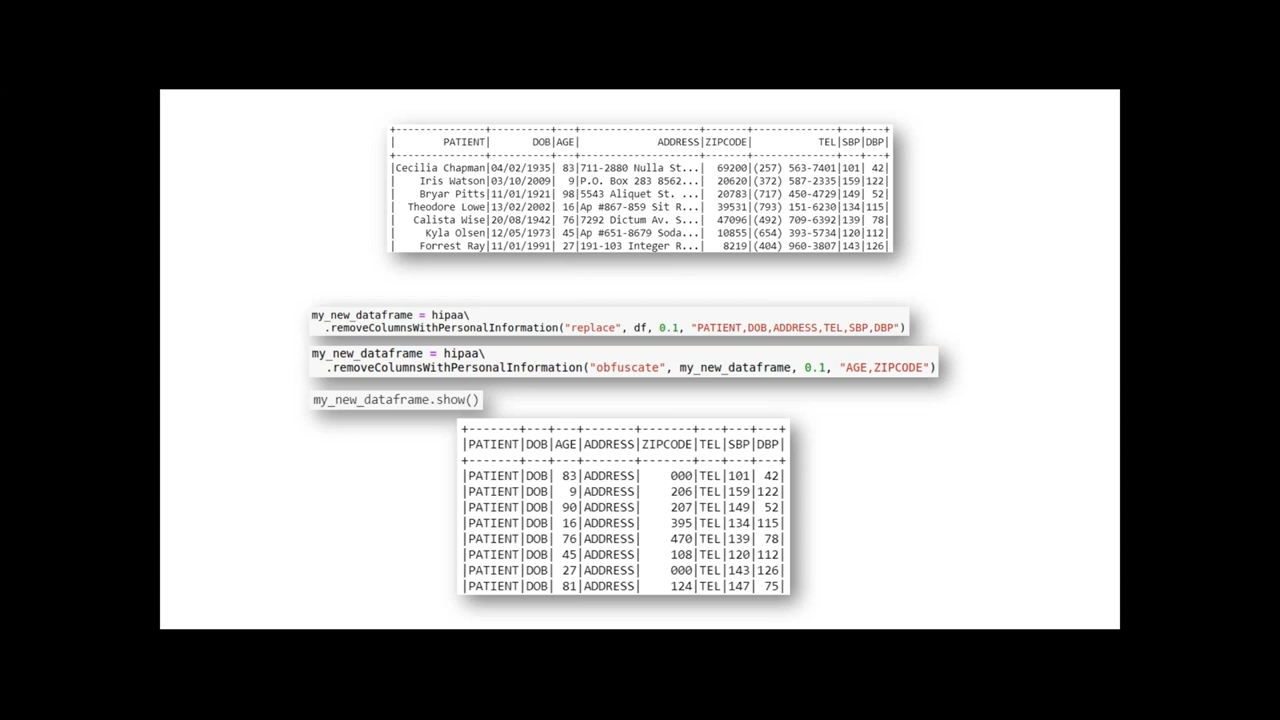 +--------------+----------+---+-------------------+-------+--------------+---+---+
|       PATIENT|       DOB|AGE|            ADDRESS|ZIPCODE|           TEL|SBP|DBP|
+--------------+----------+---+-------------------+-------+--------------+---+---+
|Cecilia Chapman|04/02/1935| 83|711-2880 Nulla St...|  69200|(257) 563-7401|101| 42|
|   Iris Watson|03/10/2009|  9|P.O. Box 283 8562...|  20620|(372) 587-2335|159|122|
|   Bryar Pitts|11/01/1921| 98|5543 Aliquet St. ...|  20783|(717) 450-4729|149| 52|
| Theodore Lowe|13/02/2002| 16|Ap #867-859 Sit R...|  39531|(793) 151-6230|134|115|
|  Calista Wise|20/08/1942| 76|7292 Dictum Av. S...|  47096|(492) 709-6392|139| 78|
|    Kyla Olsen|12/05/1973| 45|Ap #651-8679 Soda...|  10855|(654) 393-5734|120|112|
|   Forrest Ray|11/01/1991| 27|191-103 Integer R...|   8219|(404) 960-3807|143|126|
my_new_dataframe = hipaa\
.removeColumnsWithPersonalInformation("replace", df, 0.1, "PATIENT,DOB,ADDRESS,TEL,SBP,DBP")
my_new_dataframe = hipaa\
.removeColumnsWithPersonalInformation("obfuscate", my_new_dataframe, 0.1, "AGE,ZIPCODE")
my_new_dataframe.show()
+-------+---+---+-------+-------+---+---+---+
|PATIENT|DOB|AGE|ADDRESS|ZIPCODE|TEL|SBP|DBP|
+-------+---+---+-------+-------+---+---+---+
|PATIENT|DOB| 83|ADDRESS|    000|TEL|101| 42|
|PATIENT|DOB|  9|ADDRESS|    206|TEL|159|122|
|PATIENT|DOB| 90|ADDRESS|    207|TEL|149| 52|
|PATIENT|DOB| 16|ADDRESS|    395|TEL|134|115|
|PATIENT|DOB| 76|ADDRESS|    470|TEL|139| 78|
|PATIENT|DOB| 45|ADDRESS|    108|TEL|120|112|
|PATIENT|DOB| 27|ADDRESS|    000|TEL|143|126|
|PATIENT|DOB| 81|ADDRESS|    124|TEL|147| 75|